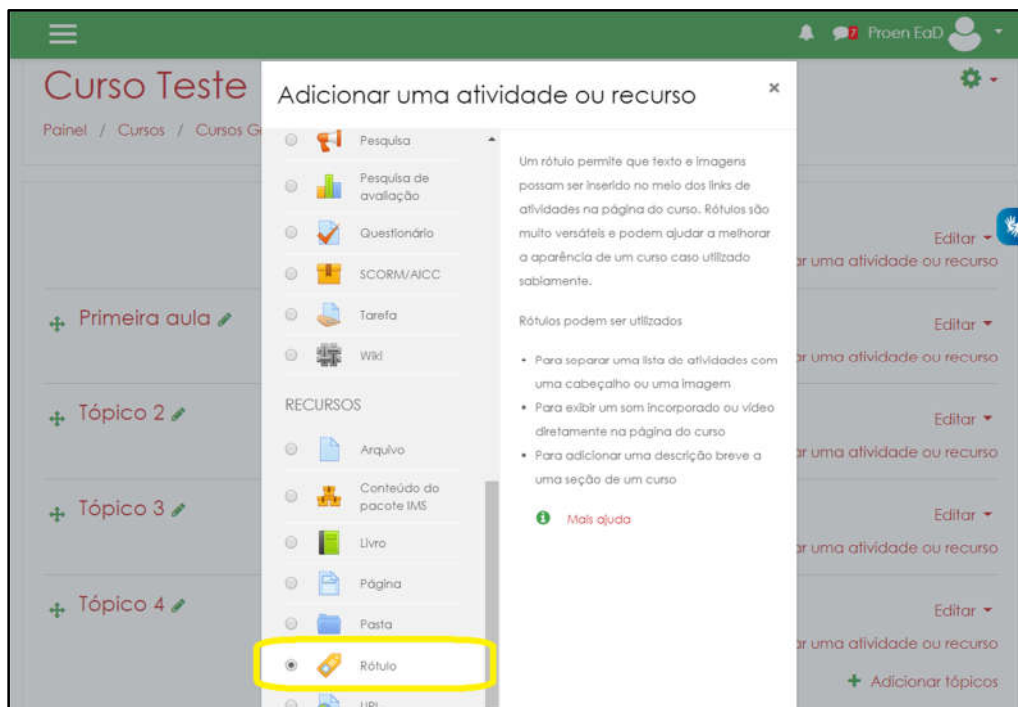 7 Proen EaD
Curso Teste
Painel / Cursos / Cursos G
Adicionar uma atividade ou recurso ×
Pesquisa
Pesquisa de
avaliação
Questionário
SCORM/AICC
Tarefa
Wiki
RECURSOS
Arquivo
Conteúdo do
pacote IMS
Livro
Página
Pasta
Rótulo
URL
Um rótulo permite que texto e imagens
possam ser inserido no meio dos links de
atividades na página do curso. Rótulos são
muito versáteis e podem ajudar a melhorar
a aparência de um curso caso utilizado
sabiamente.
Rótulos podem ser utilizados
• Para separar uma lista de atividades com
uma cabeçalho ou uma imagem
• Para exibir um som incorporado ou vídeo
diretamente na página do curso
• Para adicionar uma descrição breve a
uma seção de um curso
Mais ajuda
Editar
ar uma atividade ou recurso
Primeira aula
Editar
ar uma atividade ou recurso
Tópico 2
Editar
ar uma atividade ou recurso
Tópico 3
Editar
ar uma atividade ou recurso
Tópico 4
Editar
ar uma atividade ou recurso
+ Adicionar tópicos